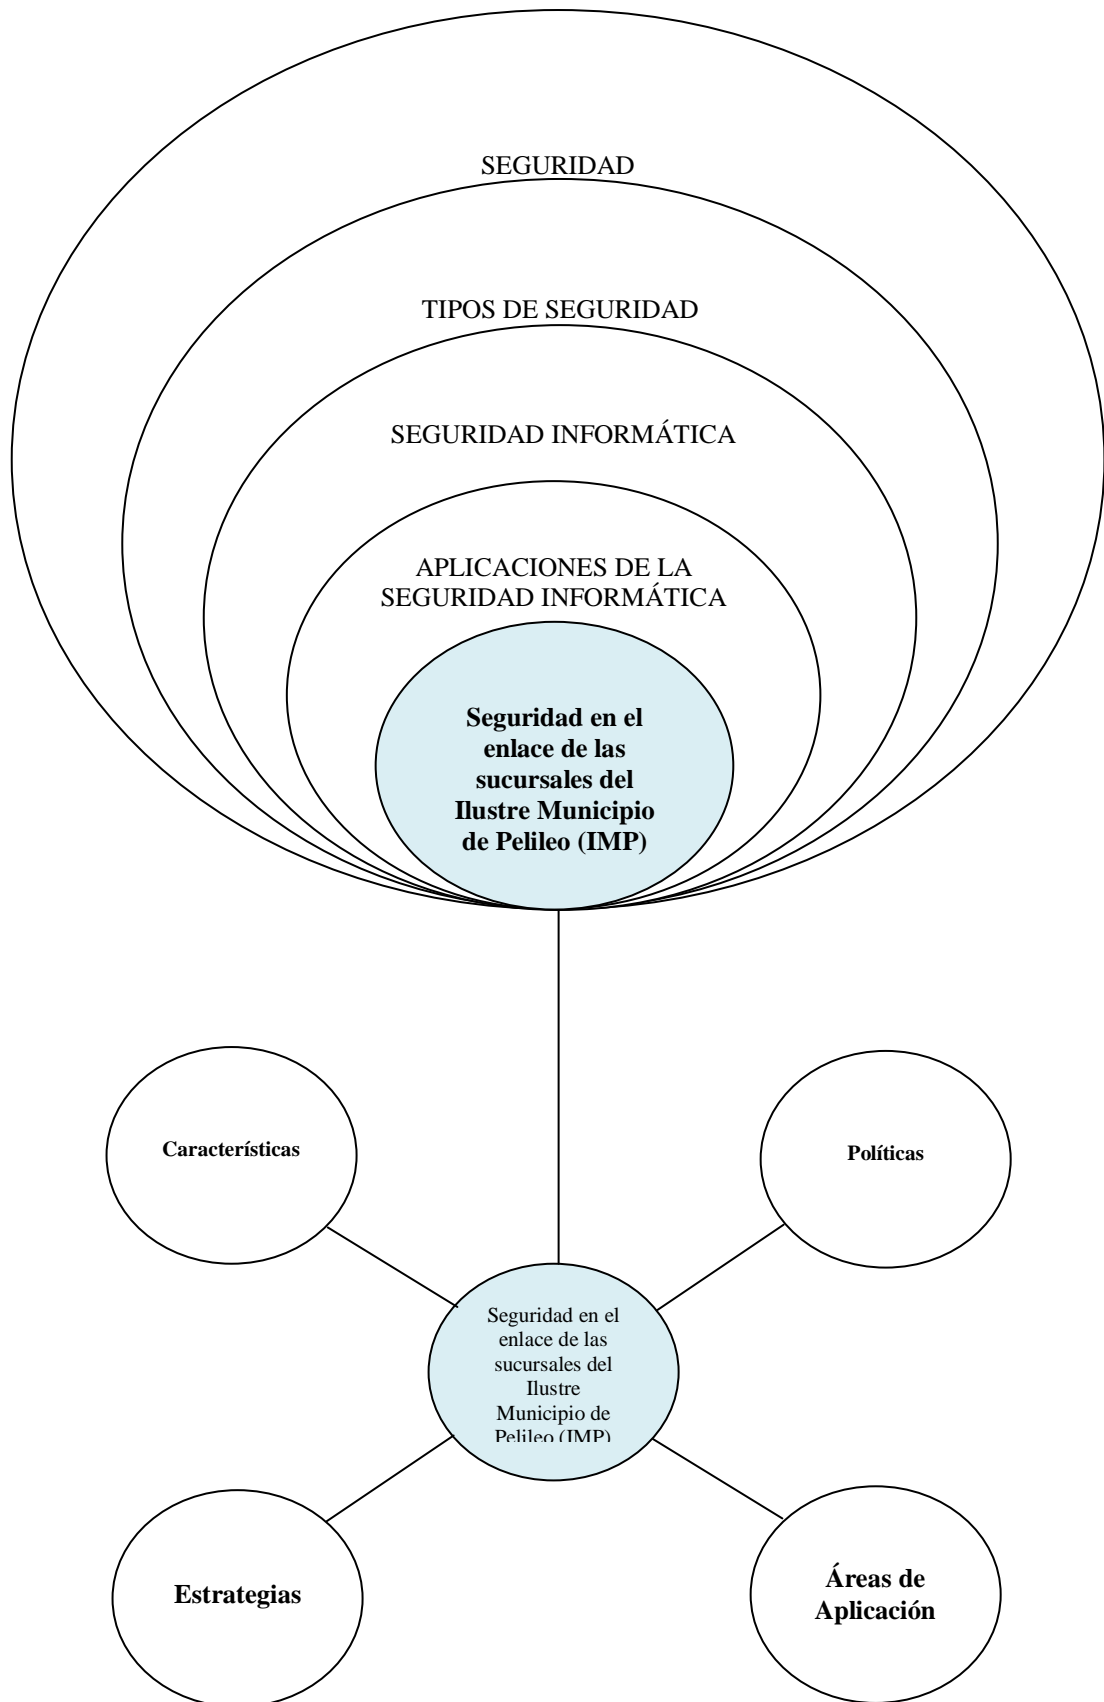 SEGURIDAD
TIPOS DE SEGURIDAD
SEGURIDAD INFORMÁTICA
APLICACIONES DE LA
SEGURIDAD INFORMÁTICA
Seguridad en el
enlace de las
sucursales del
Ilustre Municipio
de Pelileo (IMP)
Características
Políticas
Seguridad en el
enlace de las
sucursales del
Ilustre
Municipio de
Pelileo (IMP)
Estrategias
Áreas de
Aplicación